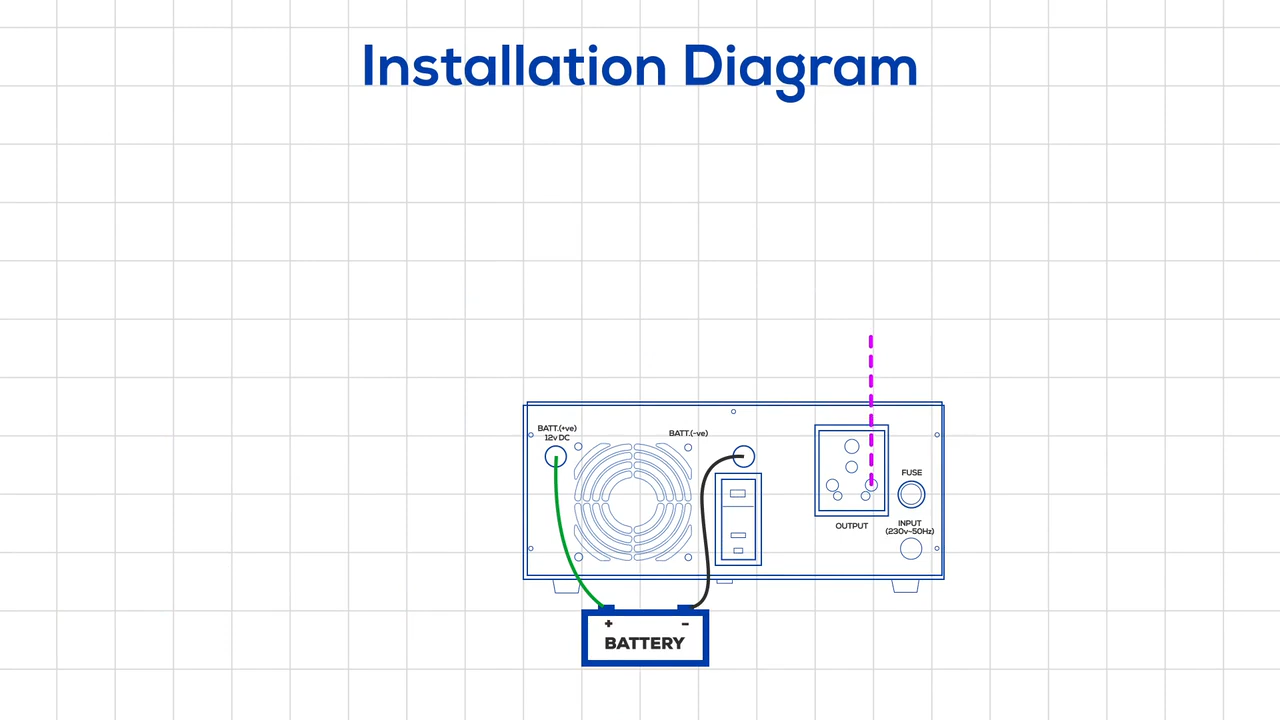 Installation Diagram
BATT.(+ve)
12v DC
BATT.(-ve)
FUSE
OUTPUT
INPUT
(230v~50Hz)
+ -
BATTERY